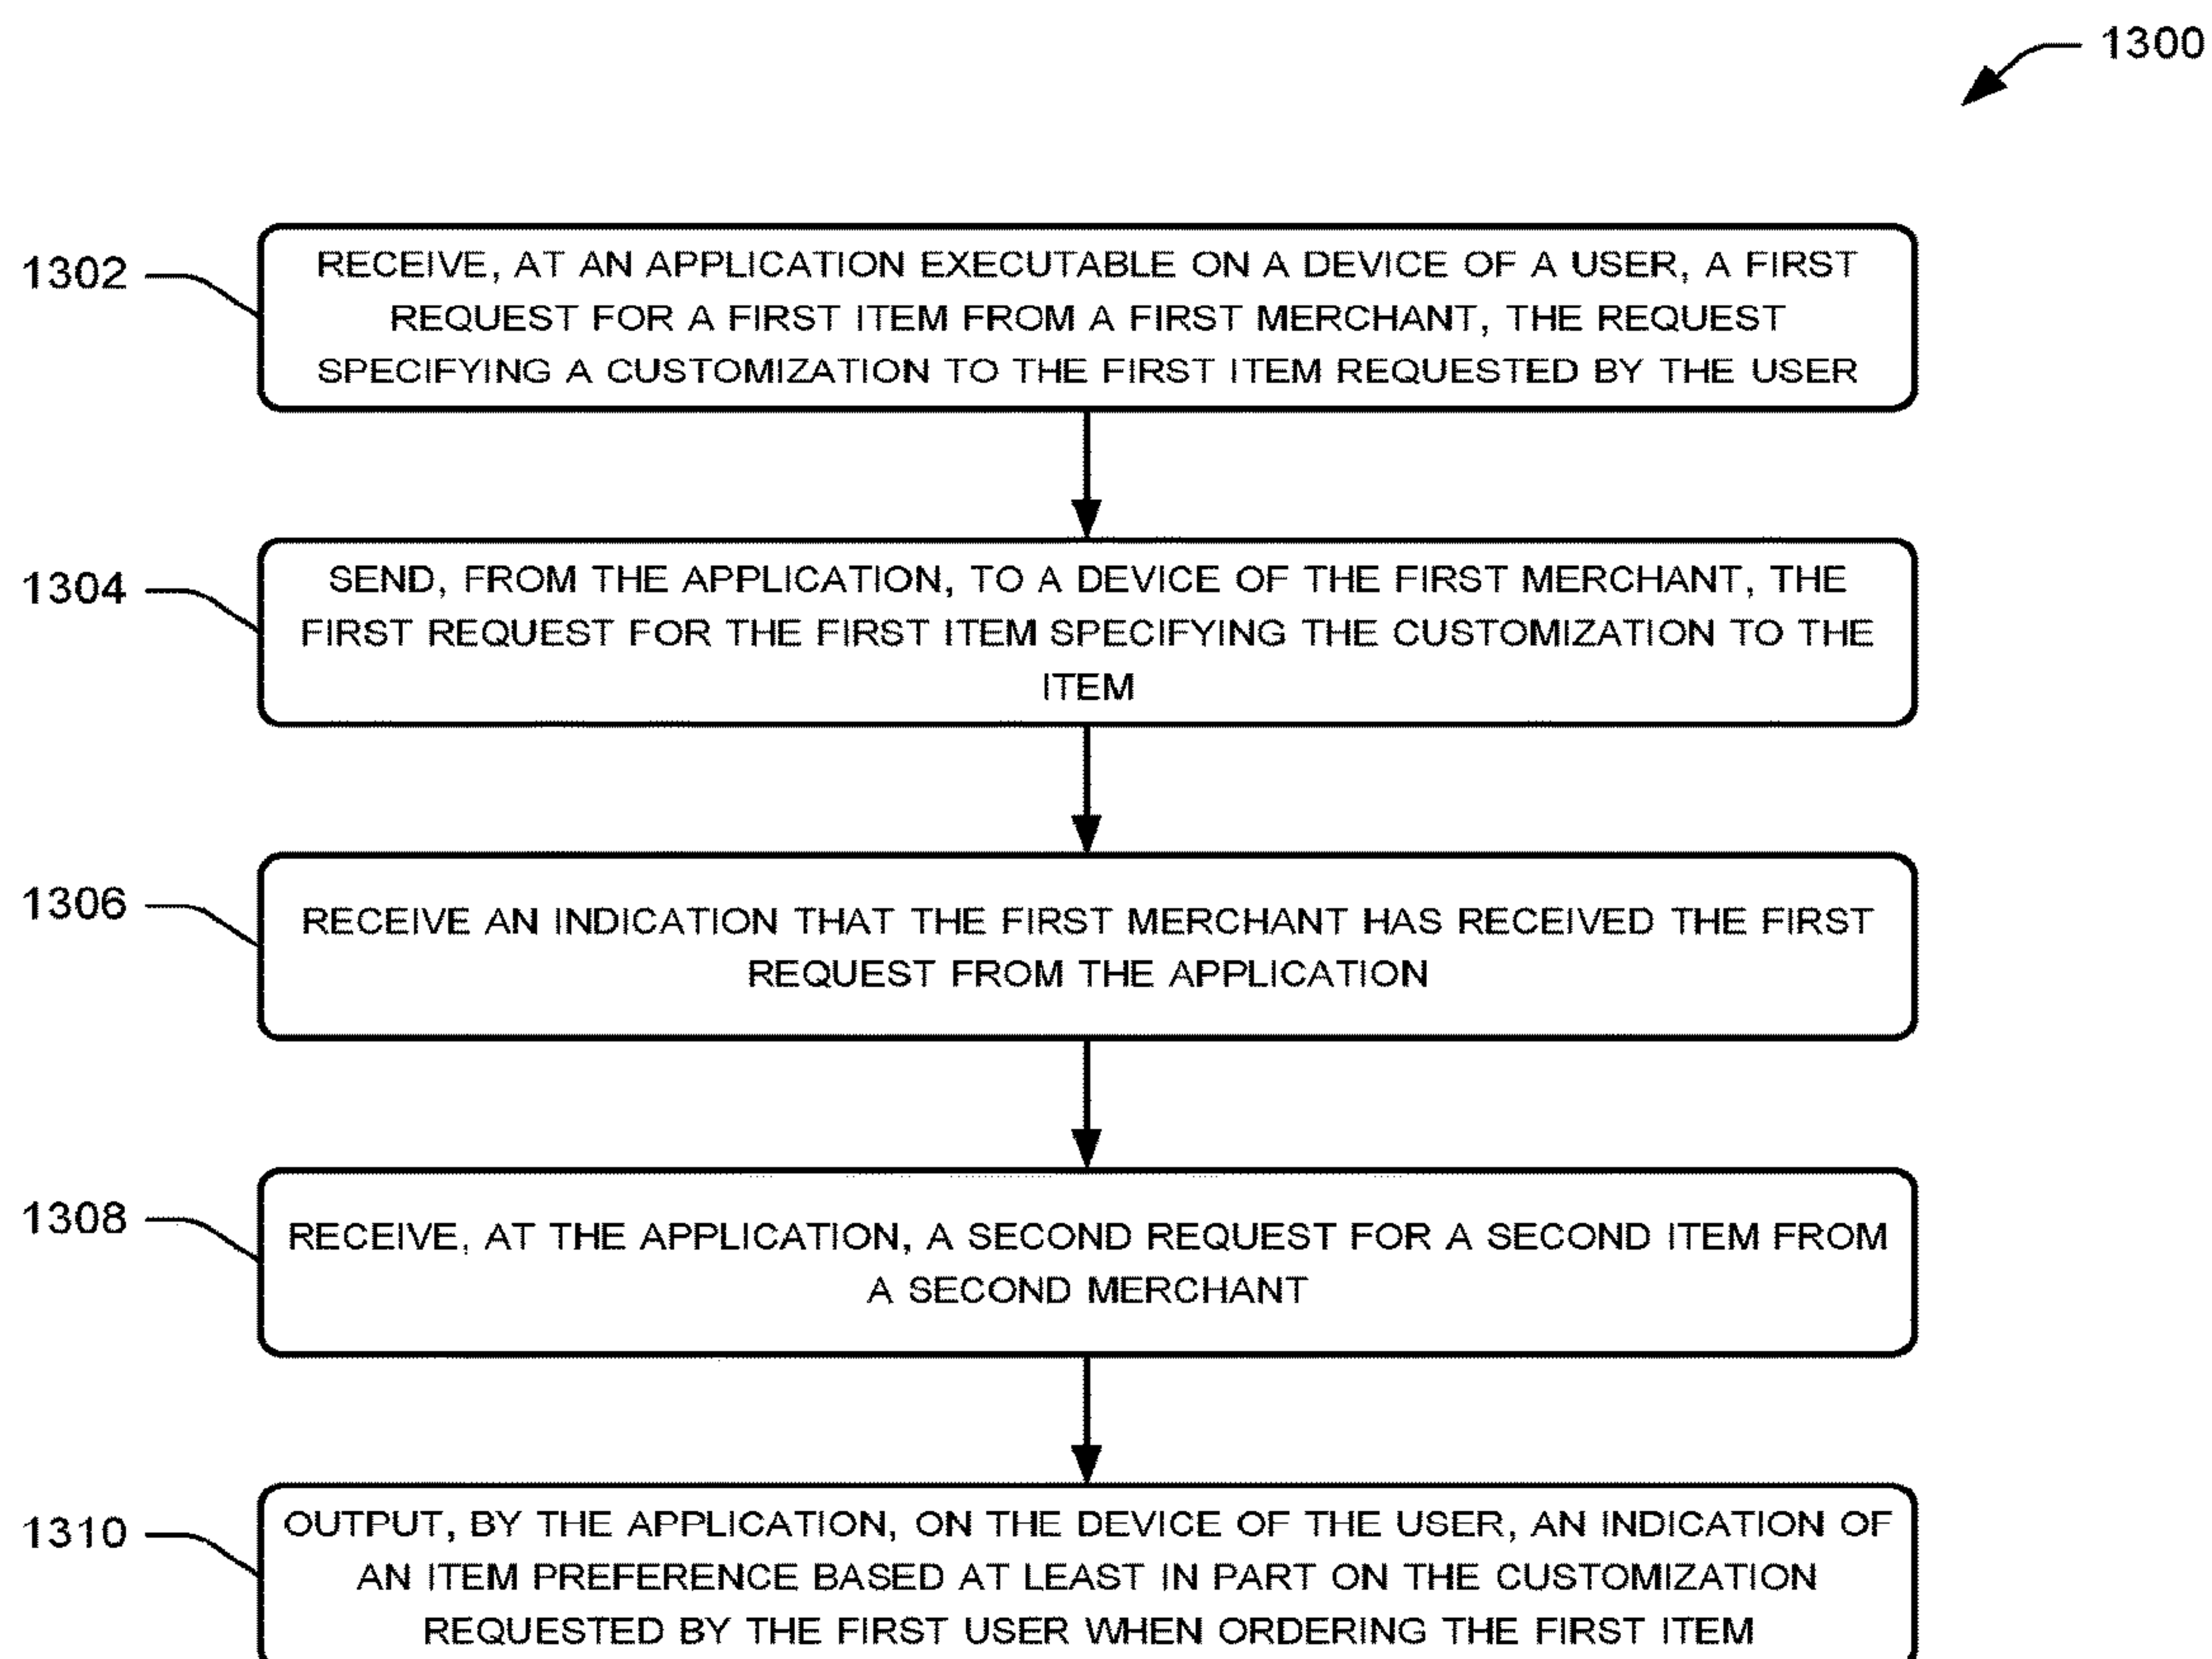 1300
1302
RECEIVE, AT AN APPLICATION EXECUTABLE ON A DEVICE OF A USER, A FIRST
REQUEST FOR A FIRST ITEM FROM A FIRST MERCHANT, THE REQUEST
SPECIFYING A CUSTOMIZATION TO THE FIRST ITEM REQUESTED BY THE USER
1304
SEND, FROM THE APPLICATION, TO A DEVICE OF THE FIRST MERCHANT, THE
FIRST REQUEST FOR THE FIRST ITEM SPECIFYING THE CUSTOMIZATION TO THE
ITEM
1306
RECEIVE AN INDICATION THAT THE FIRST MERCHANT HAS RECEIVED THE FIRST
REQUEST FROM THE APPLICATION
1308
RECEIVE, AT THE APPLICATION, A SECOND REQUEST FOR A SECOND ITEM FROM
A SECOND MERCHANT
1310
OUTPUT, BY THE APPLICATION, ON THE DEVICE OF THE USER, AN INDICATION OF
AN ITEM PREFERENCE BASED AT LEAST IN PART ON THE CUSTOMIZATION
REQUESTED BY THE FIRST USER WHEN ORDERING THE FIRST ITEM